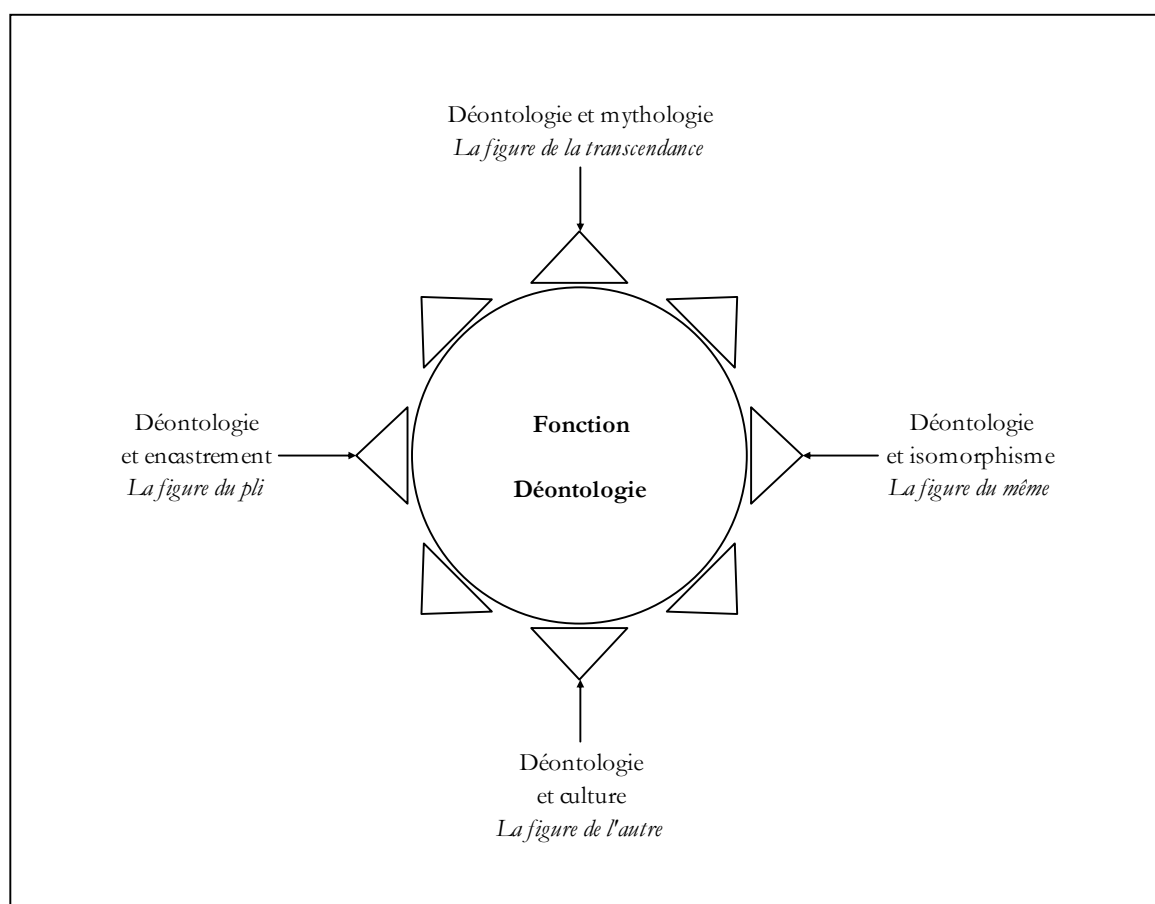 Déontologie et mythologie
La figure de la transcendance
Fonction
Déontologie
Déontologie
et encastrement
La figure du pli
Déontologie
et isomorphisme
La figure du même
Déontologie
et culture
La figure de l'autre